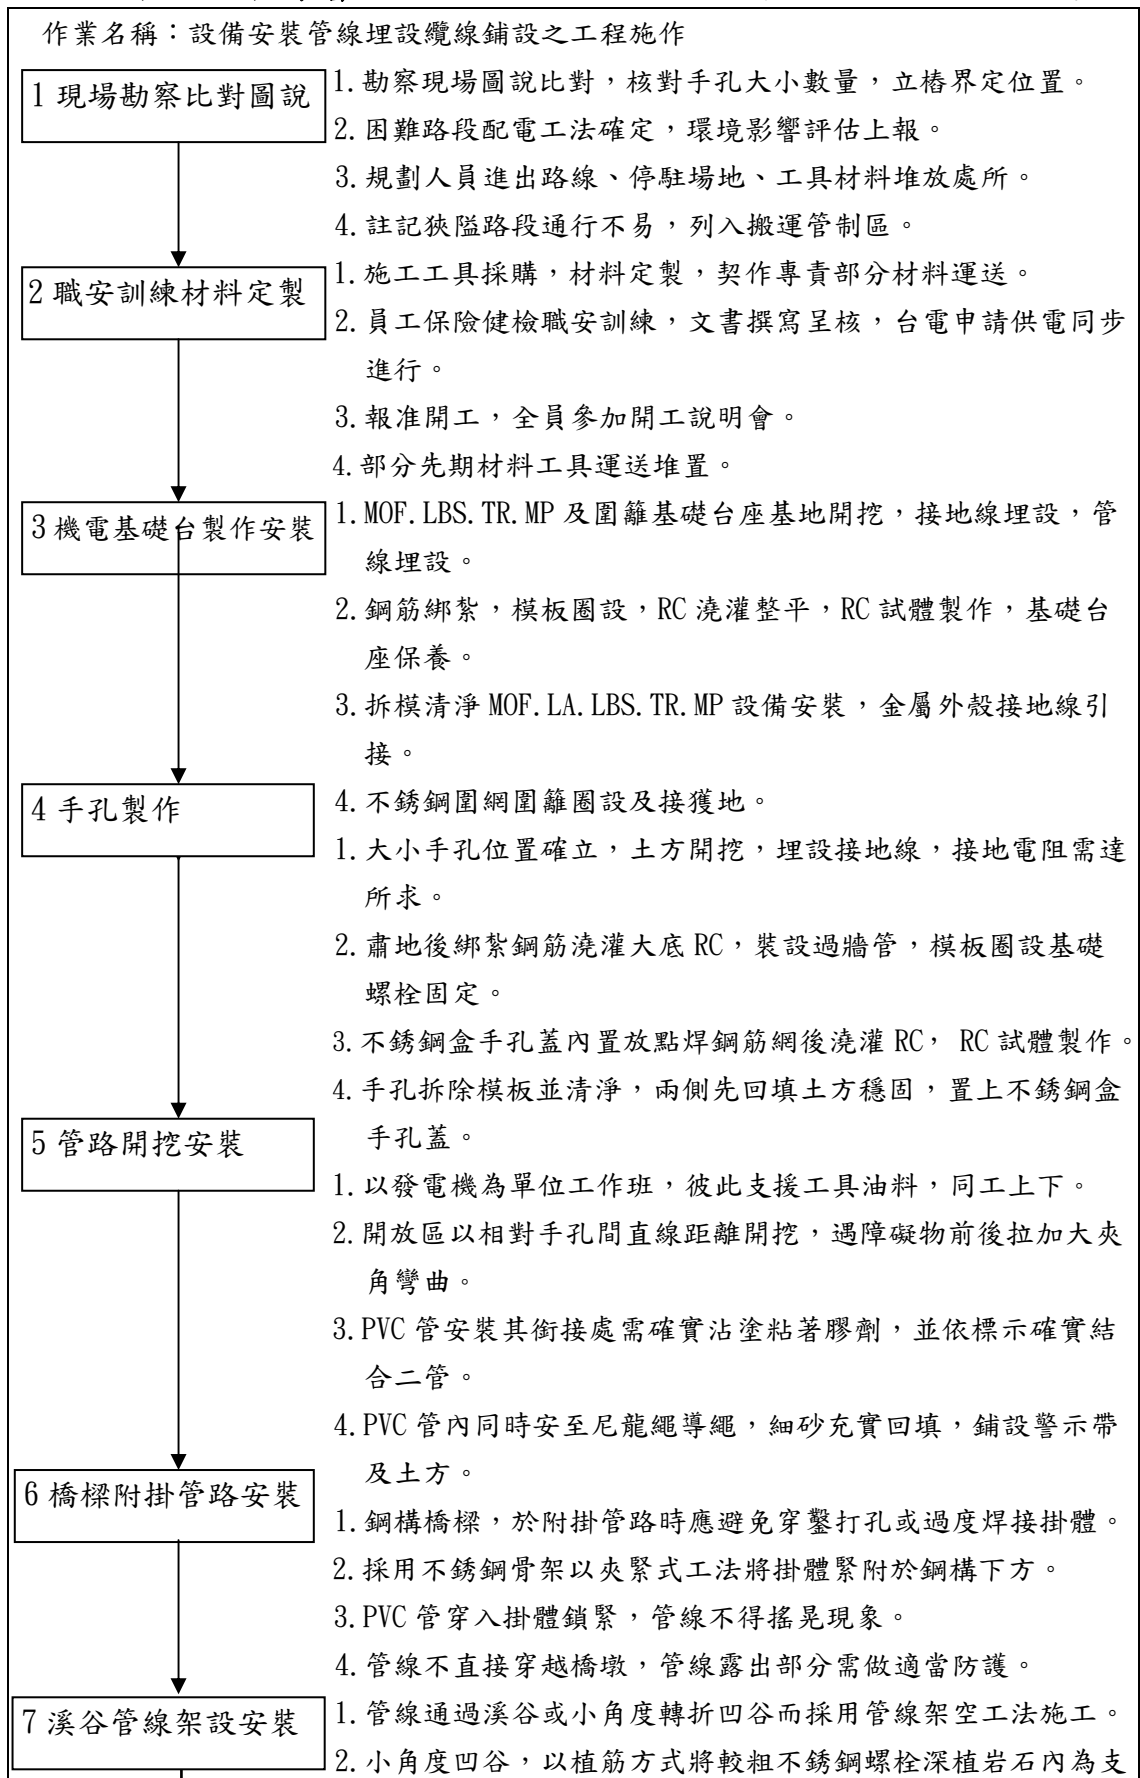 作業名稱：設備安裝管線埋設纜線鋪設之工程施作
1 現場勘察比對圖說
1. 勘察現場圖說比對，核對手孔大小數量，立樁界定位置。
2. 困難路段配電工法確定，環境影響評估上報。
3. 規劃人員進出路線、停駐場地、工具材料堆放處所。
4. 註記狹隘路段通行不易，列入搬運管制區。
2 職安訓練材料定製
1. 施工工具採購，材料定製，契作專責部分材料運送。
2. 員工保險健檢職安訓練，文書撰寫呈核，台電申請供電同步
進行。
3. 報准開工，全員參加開工說明會。
4. 部分先期材料工具運送堆置。
3 機電基礎台製作安裝
1. MOF.LBS.TR.MP 及圍籬基礎台座基地開挖，接地線埋設，管
線埋設。
2. 鋼筋綁紮，模板圈設，RC 澆灌整平，RC 試體製作，基礎台
座保養。
3. 拆模清淨 MOF.LA.LBS.TR.MP 設備安裝，金屬外殼接地線引
接。
4. 不銹鋼圍網圍籬圈設及接獲地。
4 手孔製作
1. 大小手孔位置確立，土方開挖，埋設接地線，接地電阻需達
所求。
2. 肅地後綁紮鋼筋澆灌大底 RC，裝設過牆管，模板圈設基礎
螺栓固定。
3. 不銹鋼盒手孔蓋內置放點焊鋼筋網後澆灌 RC， RC 試體製作。
4. 手孔拆除模板並清淨，兩側先回填土方穩固，置上不銹鋼盒
手孔蓋。
5 管路開挖安裝
1. 以發電機為單位工作班，彼此支援工具油料，同工上下。
2. 開放區以相對手孔間直線距離開挖，遇障礙物前後拉加大夾
角彎曲。
3. PVC 管安裝其銜接處需確實沾塗粘著膠劑，並依標示確實結
合二管。
4. PVC 管內同時安至尼龍繩導繩，細砂充實回填，鋪設警示帶
及土方。
6 橋樑附掛管路安裝
1. 鋼構橋樑，於附掛管路時應避免穿鑿打孔或過度焊接掛體。
2. 採用不銹鋼骨架以夾緊式工法將掛體緊附於鋼構下方。
3. PVC 管穿入掛體鎖緊，管線不得搖晃現象。
4. 管線不直接穿越橋墩，管線露出部分需做適當防護。
7 溪谷管線架設安裝
1. 管線通過溪谷或小角度轉折凹谷而採用管線架空工法施工。
2. 小角度凹谷，以植筋方式將較粗不銹鋼螺栓深植岩石內為支